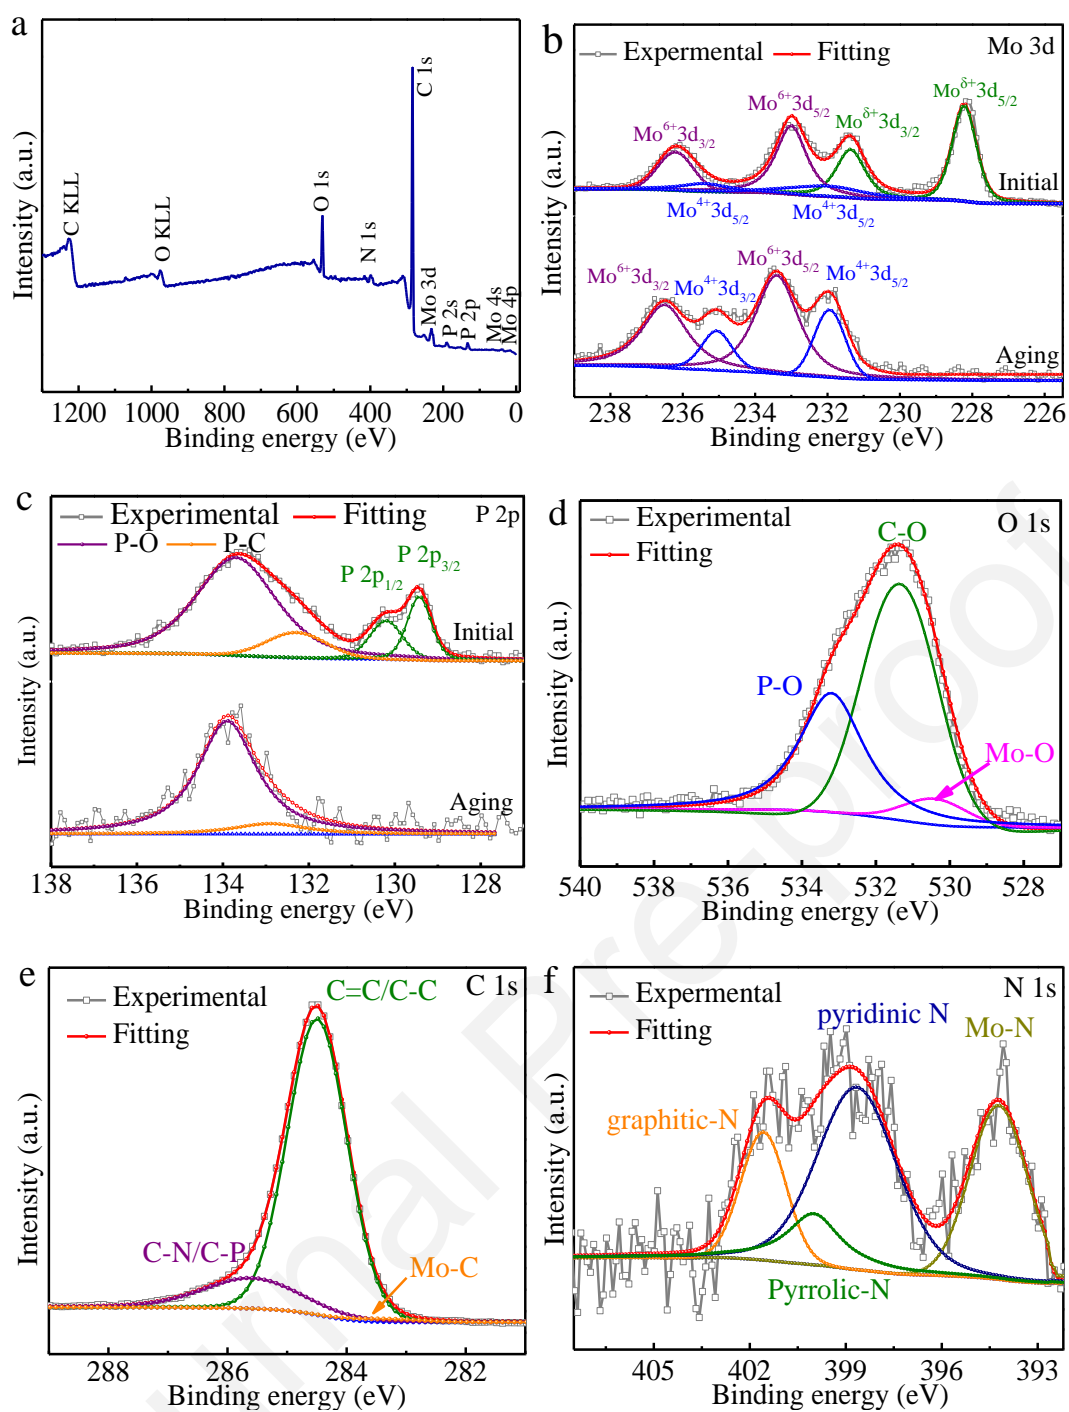 a
C KLL
O KLL
O 1s
N 1s
C 1s
Mo 3d
P 2s
P 2p
Mo 4s
Mo 4p
Intensity (a.u.)
1200 1000 800 600 400 200 0
Binding energy (eV)
b
Expermental Fitting Mo 3d
Mo6+3d3/2
Mo6+3d5/2
Moδ+3d3/2
Moδ+3d5/2
Initial
Mo4+3d5/2
Mo4+3d5/2
Mo6+3d3/2
Mo4+3d3/2
Mo6+3d5/2
Mo4+3d5/2
Aging
Intensity (a.u.)
238 236 234 232 230 228 226
Binding energy (eV)
c
Experimental Fitting P 2p
P-O P-C
P 2p1/2
P 2p3/2
Initial
Aging
Intensity (a.u.)
Intensity (a.u.)
138 136 134 132 130 128
Binding energy (eV)
d
Experimental
Fitting
O 1s
C-O
P-O
Mo-O
Intensity (a.u.)
540 538 536 534 532 530 528
Binding energy (eV)
e
Experimental
Fitting
C 1s
C=C/C-C
C-N/C-P
Mo-C
Intensity (a.u.)
288 286 284 282
Binding energy (eV)
f
Expermental
Fitting
N 1s
pyridinic N
Mo-N
graphitic-N
Pyrrolic-N
Intensity (a.u.)
405 402 399 396 393
Binding energy (eV)
rnal Pre-proof